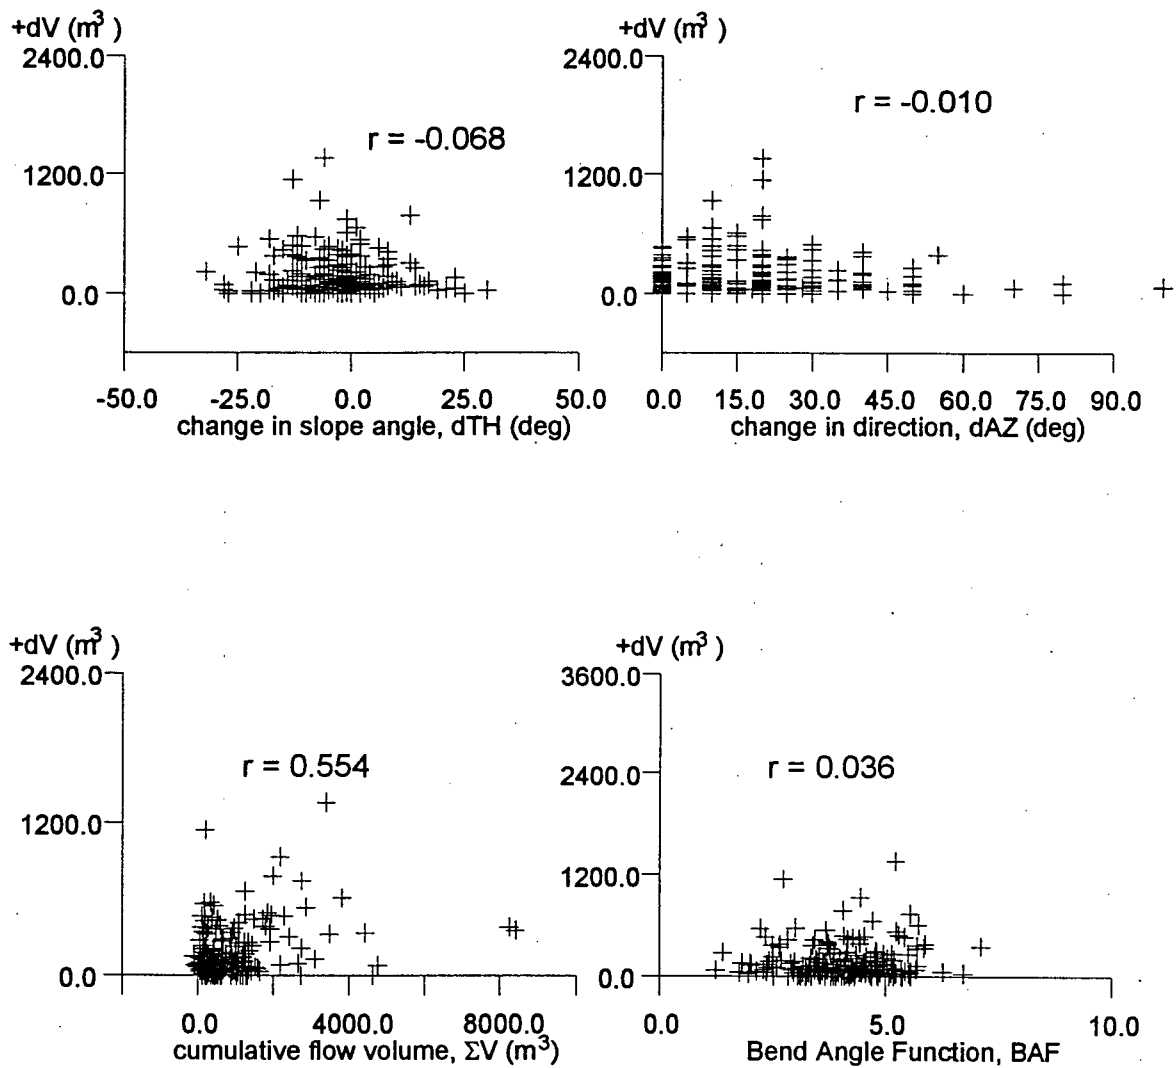 +dV (m³)
2400.0
1200.0
0.0
r = -0.068
-50.0 -25.0 0.0 25.0 50.0
change in slope angle, dTH (deg)
+dV (m³)
2400.0
1200.0
0.0
r = -0.010
0.0 15.0 30.0 45.0 60.0 75.0 90.0
change in direction, dAZ (deg)
+dV (m³)
2400.0
1200.0
0.0
r = 0.554
0.0 4000.0 8000.0
cumulative flow volume, ΣV (m³)
+dV (m³)
3600.0
2400.0
1200.0
0.0
r = 0.036
0.0 5.0 10.0
Bend Angle Function, BAF